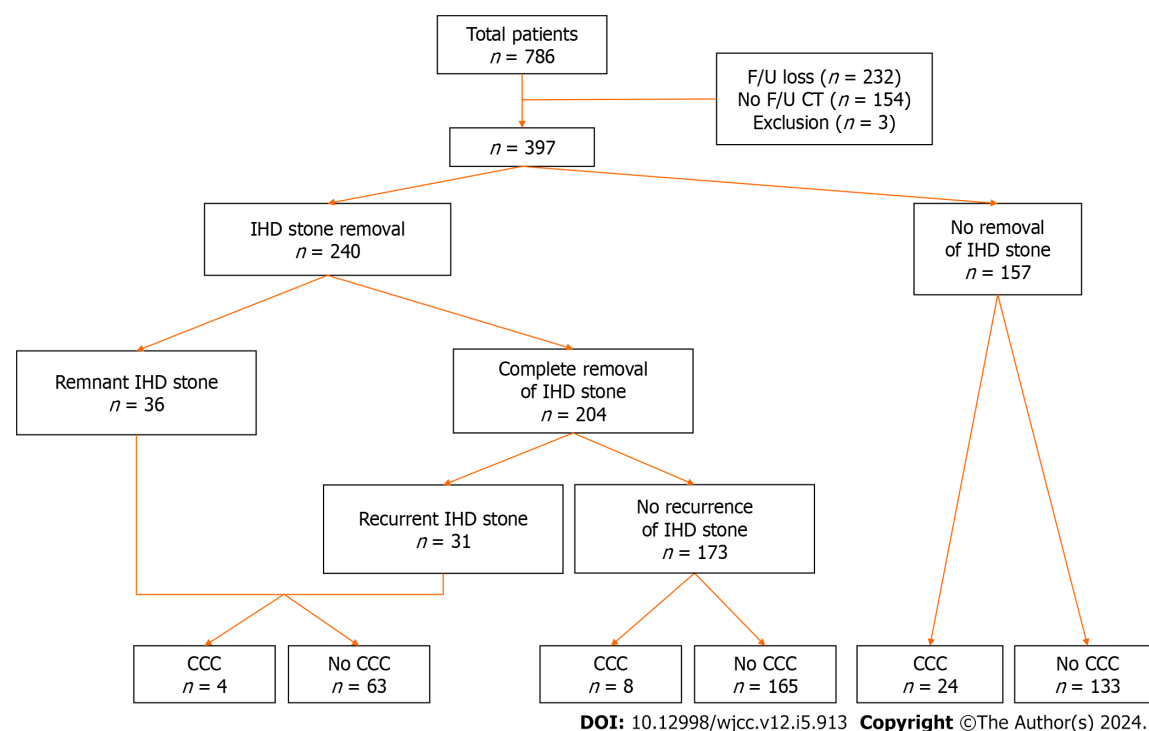 Total patients
n = 786
F/U loss (n = 232)
No F/U CT (n = 154)
Exclusion (n = 3)
n = 397
IHD stone removal
n = 240
No removal
of IHD stone
n = 157
Remnant IHD stone
n = 36
Complete removal
of IHD stone
n = 204
Recurrent IHD stone
n = 31
No recurrence
of IHD stone
n = 173
CCC
n = 4
No CCC
n = 63
CCC
n = 8
No CCC
n = 165
CCC
n = 24
No CCC
n = 133
DOI: 10.12998/wjcc.v12.i5.913 Copyright ©The Author(s) 2024.